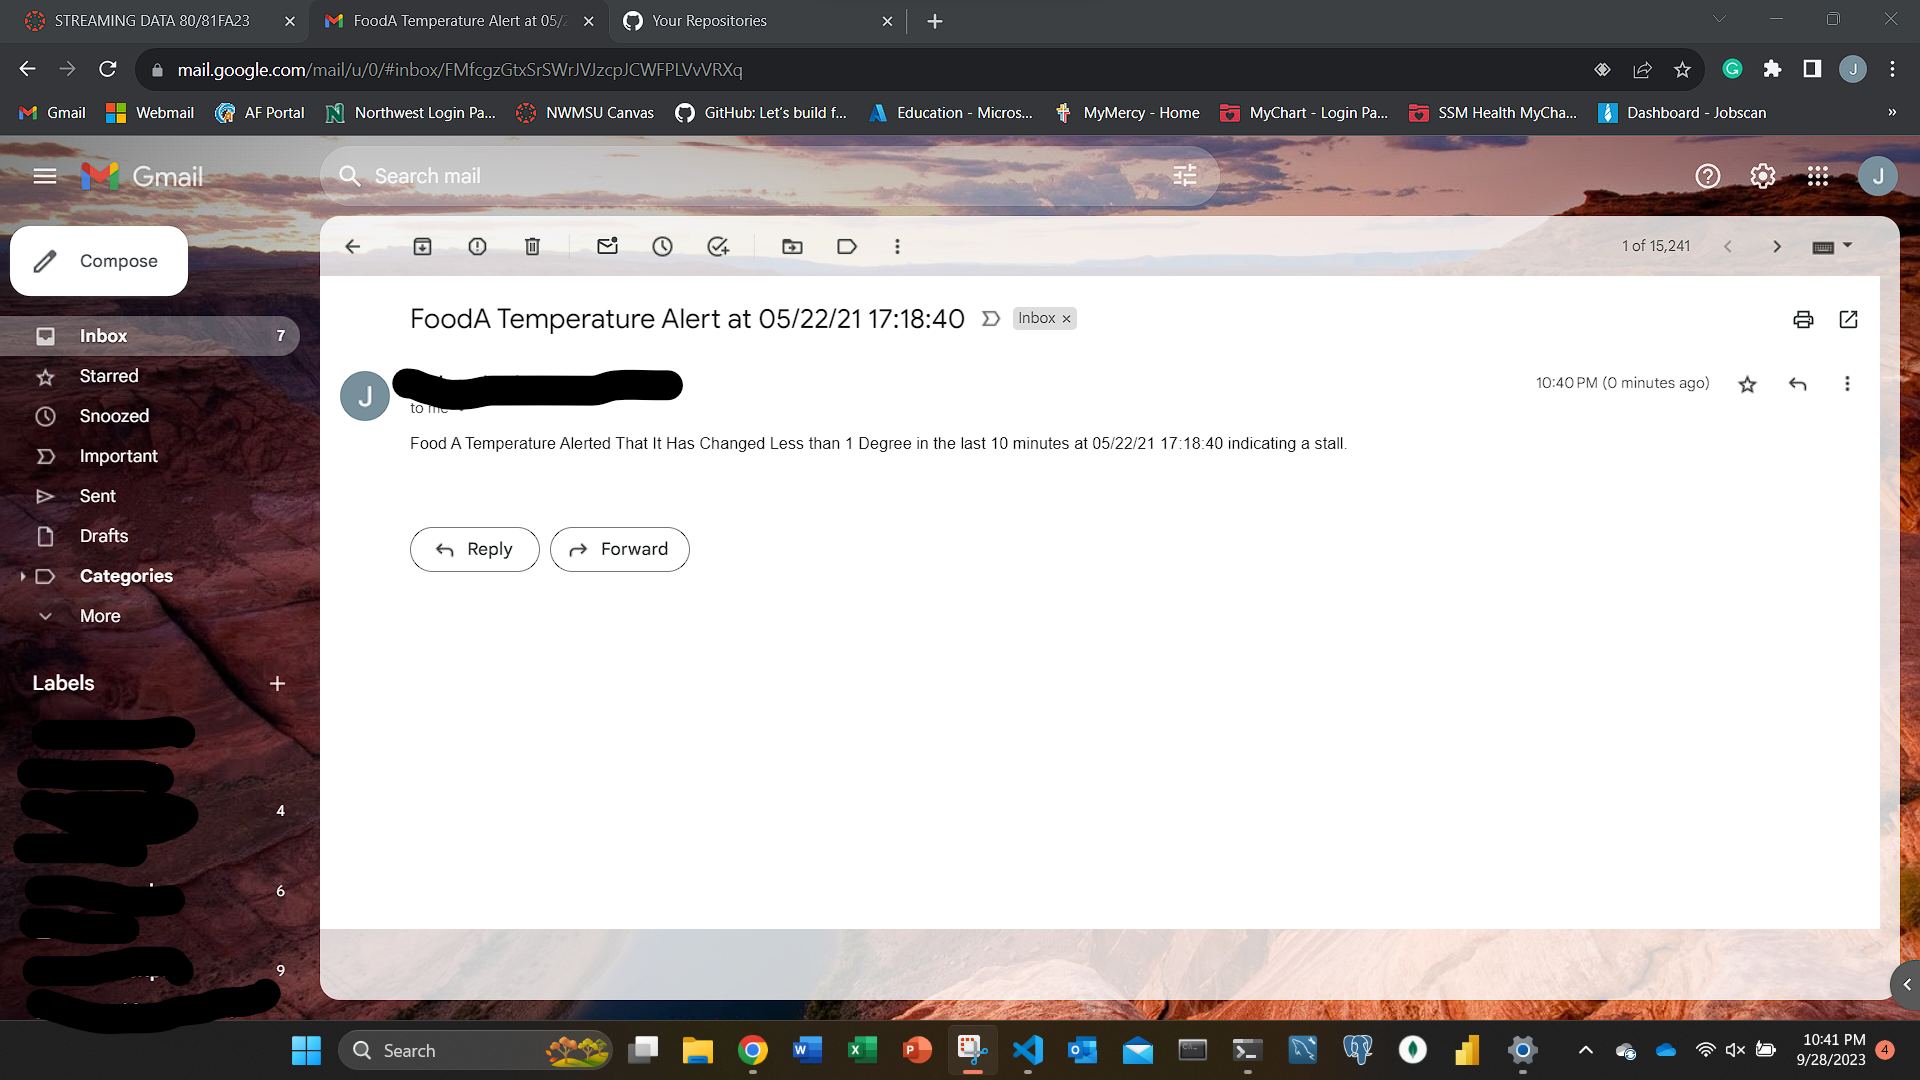 STREAMING DATA 80/81FA23
FoodA Temperature Alert at 05/2
Your Repositories
mail.google.com/mail/u/0/#inbox/FMfcgzGtxSrSWrJVJzcpJCWFPLVvVRXq
J
Gmail
Webmail
AF Portal
Northwest Login Pa...
NWMSU Canvas
GitHub: Let's build f...
Education - Micros...
MyMercy - Home
MyChart - Login Pa...
SSM Health MyCha...
Dashboard - Jobscan
»
Gmail
Search mail
J
Compose
1 of 15,241
Inbox 7
Starred
Snoozed
Important
Sent
Drafts
Categories
More
Labels
4
6
9
FoodA Temperature Alert at 05/22/21 17:18:40
Inbox ×
J
10:40 PM (0 minutes ago)
to me
Food A Temperature Alerted That It Has Changed Less than 1 Degree in the last 10 minutes at 05/22/21 17:18:40 indicating a stall.
Reply
Forward
Search
10:41 PM
9/28/2023
4